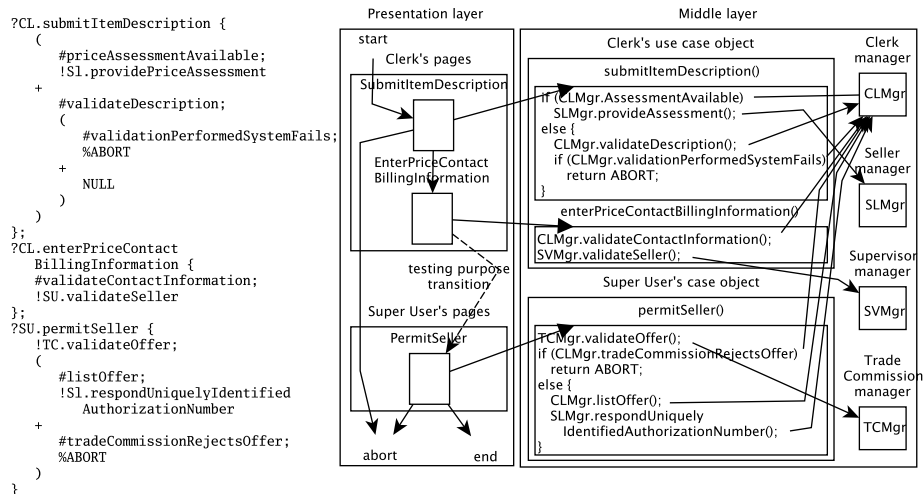 ?CL.submitItemDescription {
(
#priceAssessmentAvailable;
!Sl.providePriceAssessment
+
#validateDescription;
(
#validationPerformedSystemFails;
%ABORT
+
NULL
)
)
};
?CL.enterPriceContact
BillingInformation {
#validateContactInformation;
!SU.validateSeller
};
?SU.permitSeller {
!TC.validateOffer;
(
#listOffer;
!Sl.respondUniquelyIdentified
AuthorizationNumber
+
#tradeCommissionRejectsOffer;
%ABORT
)
}
Presentation layer
start
Clerk's pages
SubmitItemDescription
EnterPriceContact
BillingInformation
testing purpose
transition
Super User's pages
PermitSeller
abort
end
Middle layer
Clerk's use case object
submitItemDescription()
if (CLMgr.AssessmentAvailable)
SLMgr.provideAssessment();
else {
CLMgr.validateDescription();
if (CLMgr.validationPerformedSystemFails)
return ABORT;
}
enterPriceContactBillingInformation()
CLMgr.validateContactInformation();
SVMgr.validateSeller();
Super User's case object
permitSeller()
TCMgr.validateOffer();
if (CLMgr.tradeCommissionRejectsOffer)
return ABORT;
else {
CLMgr.listOffer();
SLMgr.respondUniquely
IdentifiedAuthorizationNumber();
}
Clerk
manager
CLMgr
Seller
manager
SLMgr
Supervisor
manager
SVMgr
Trade
Commission
manager
TCMgr